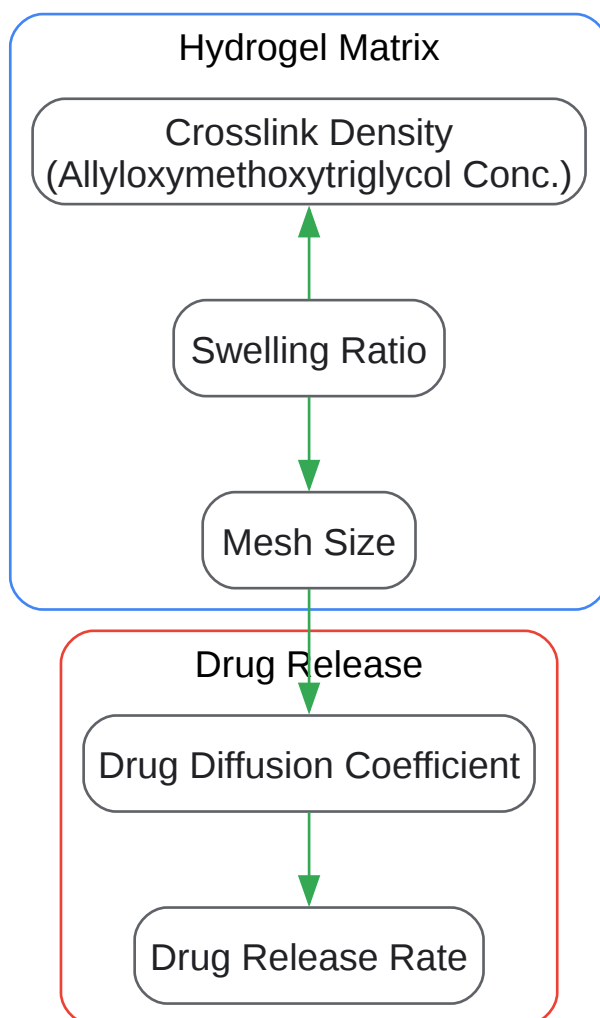 Hydrogel Matrix
Crosslink Density
(Allyloxymethoxytriglycol Conc.)
Swelling Ratio
Mesh Size
Drug Release
Drug Diffusion Coefficient
Drug Release Rate